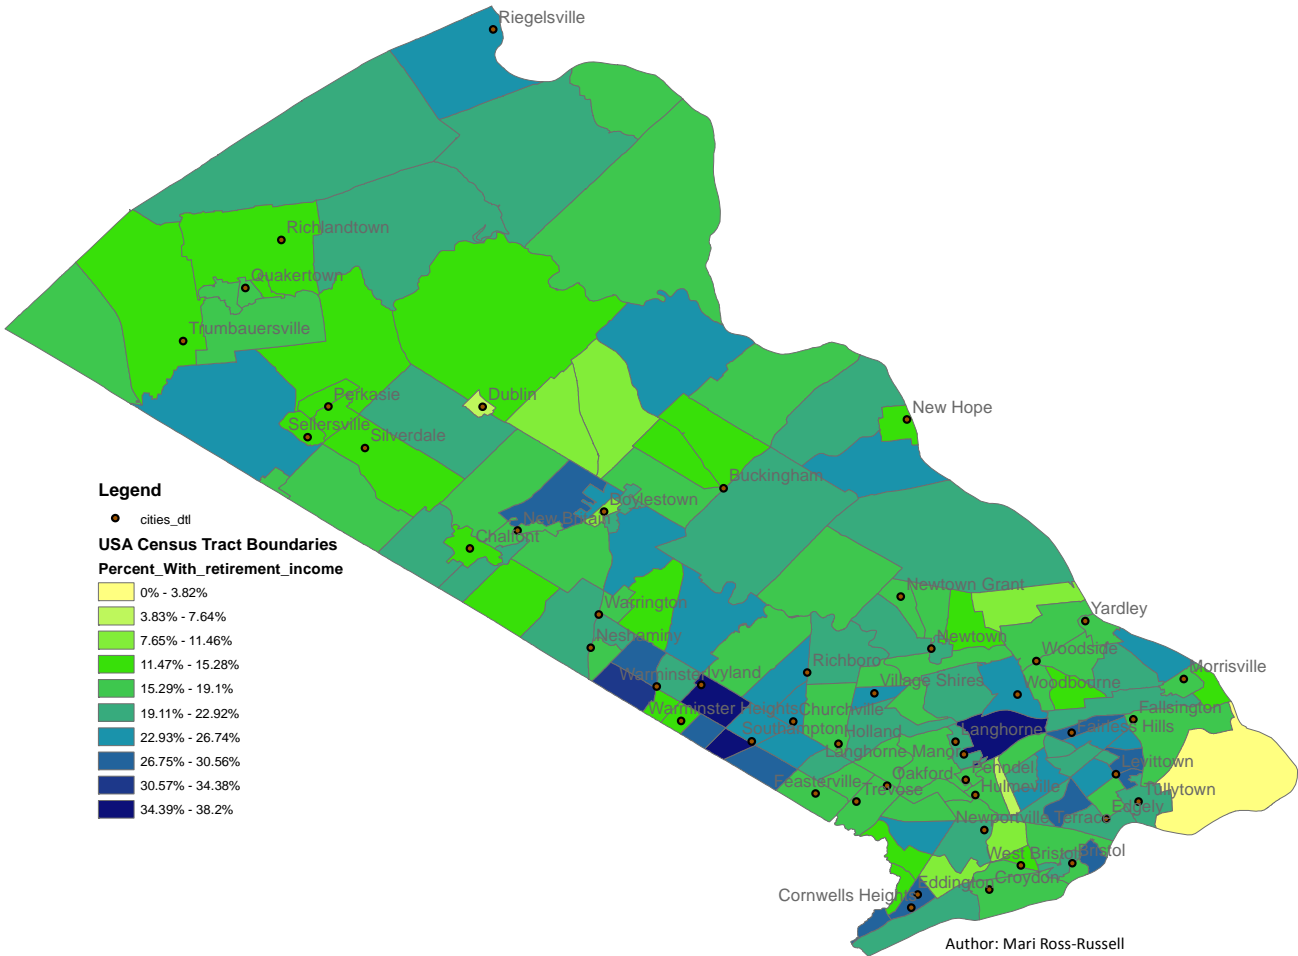 Riegelsville
Richlandtown
Quakertown
Trumbauersville
Perkasie
Dublin
Sellersville
Silverdale
New Hope
Buckingham
Doylestown
New Britain
Chalfont
Legend
cities_dtl
USA Census Tract Boundaries
Percent_With_retirement_income
0% - 3.82%
3.83% - 7.64%
7.65% - 11.46%
11.47% - 15.28%
15.29% - 19.1%
19.11% - 22.92%
22.93% - 26.74%
26.75% - 30.56%
30.57% - 34.38%
34.39% - 38.2%
Newtown Grant
Warrington
Yardley
Neshaminy
Newtown
Woodside
Richboro
Morrisville
Warminster
Ivyland
Village Shires
Woodbourne
Warminster Heights
Churchville
Fallsington
Southampton
Holland
Langhorne
Fairless Hills
Langhorne Manor
Levittown
Penndel
Feasterville
Oakford
Trevose
Hulmeville
Tullytown
Edgely
Newportville Terrace
West Bristol
Bristol
Croydon
Eddington
Cornwells Heights
Author: Mari Ross-Russell